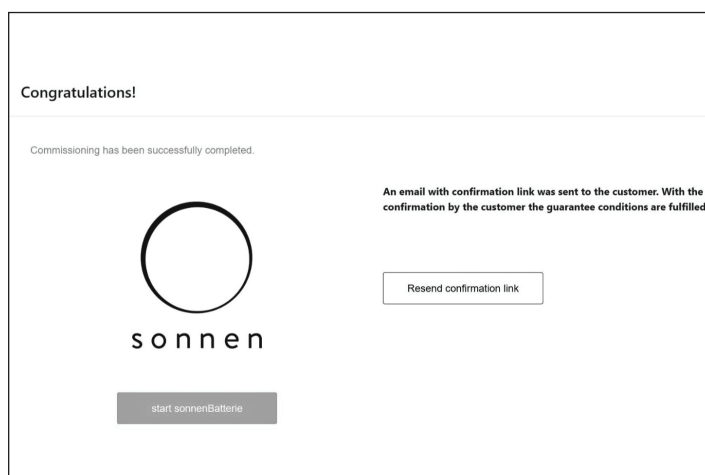 Congratulations!
Commissioning has been successfully completed.
An email with confirmation link was sent to the customer. With the
confirmation by the customer the guarantee conditions are fulfilled
Resend confirmation link
sonnen
start sonnenBatterie